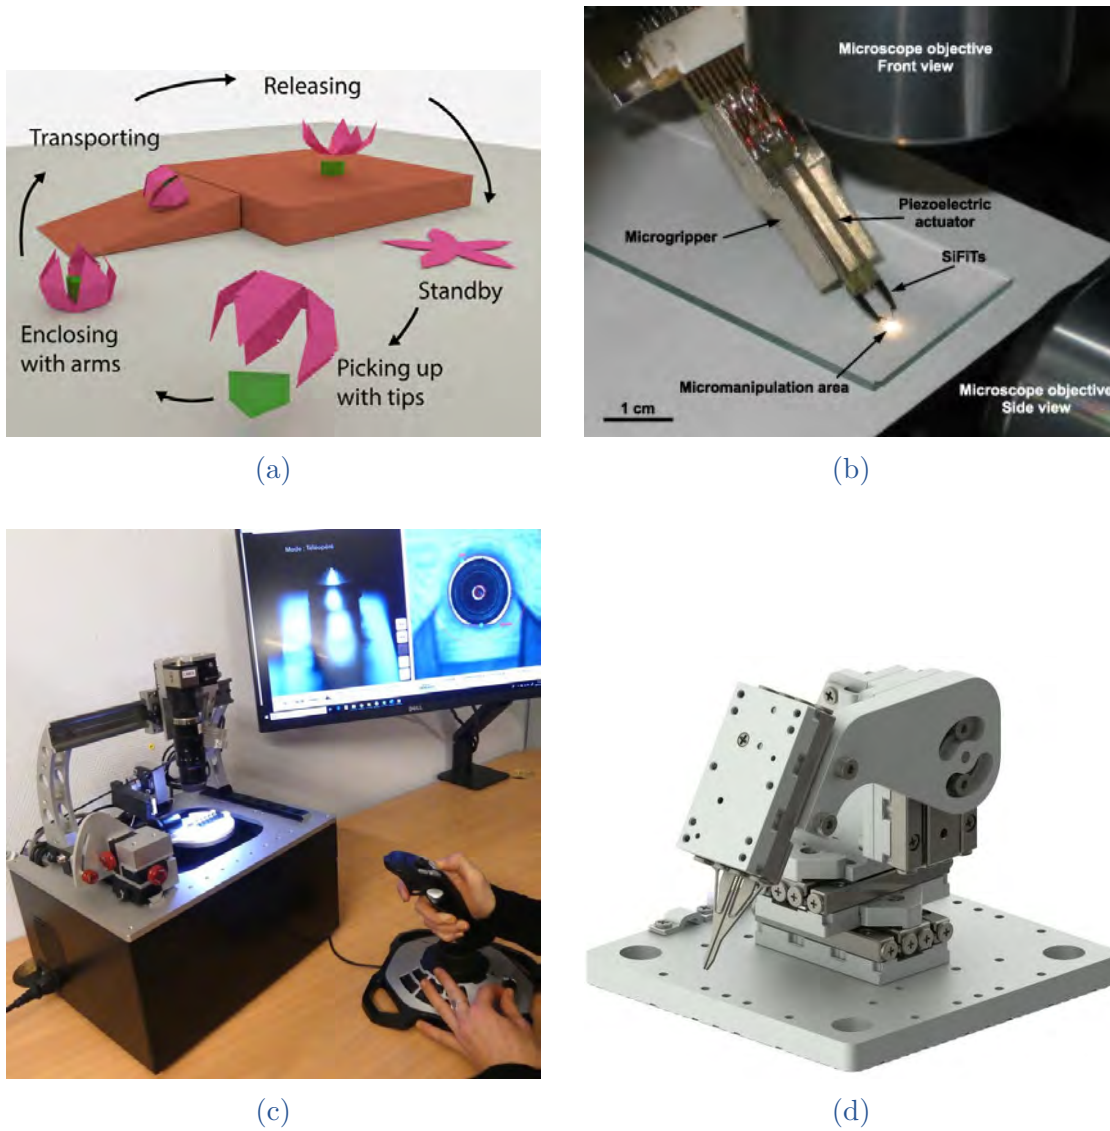 Releasing
Transporting
Standby
Enclosing
with arms
Picking up
with tips
(a)
Microscope objective
Front view
Piezoelectric
actuator
Microgripper
SiFiTs
Micromanipulation area
1 cm
Microscope objective
Side view
(b)
Mode : Téléopéré
DELL
(c)
(d)